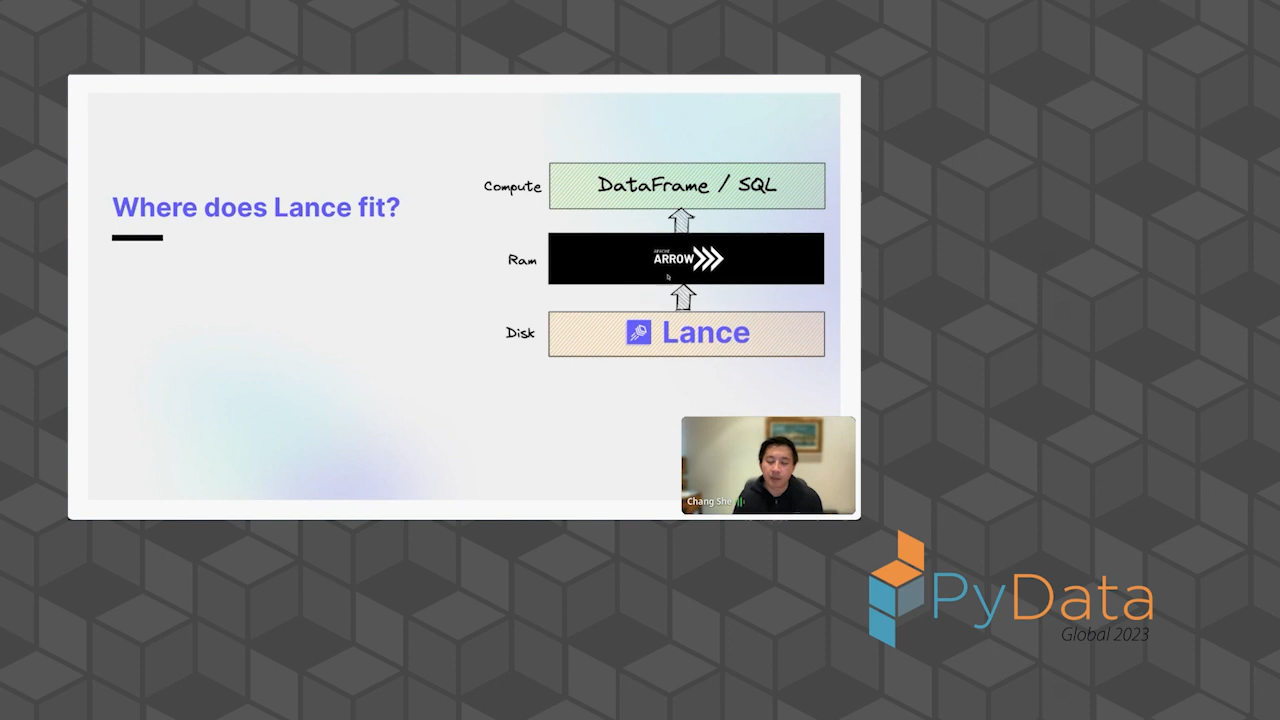 Where does Lance fit?
Compute
DataFrame / SQL
Ram
APACHE
ARROW
Disk
Lance
Chang She
PyData
Global 2023